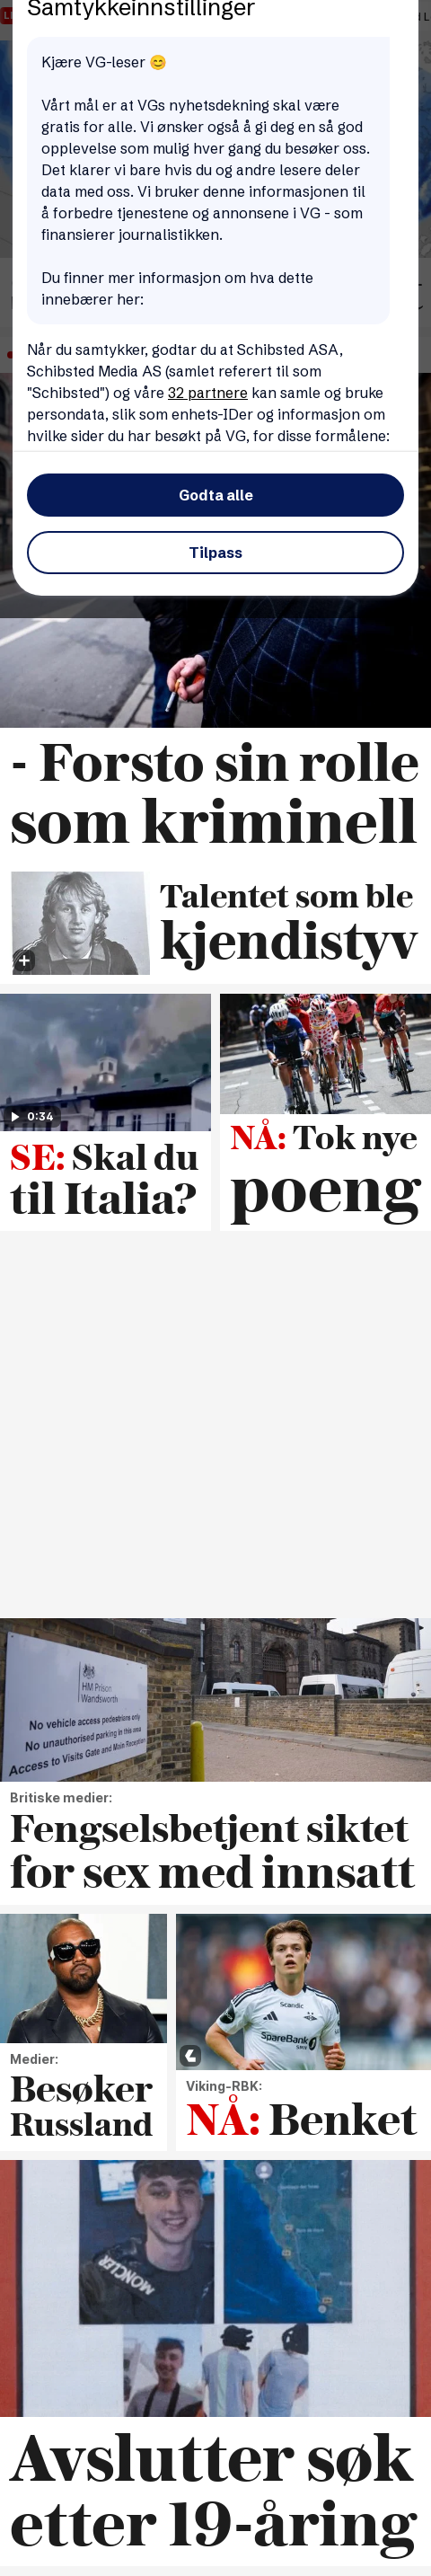 Samtykkeinnstillinger
Kjære VG-leser 😊
Vårt mål er at VGs nyhetsdekning skal være
gratis for alle. Vi ønsker også å gi deg en så god
opplevelse som mulig hver gang du besøker oss.
Det klarer vi bare hvis du og andre lesere deler
data med oss. Vi bruker denne informasjonen til
å forbedre tjenestene og annonsene i VG - som
finansierer journalistikken.
Du finner mer informasjon om hva dette
innebærer her:
Når du samtykker, godtar du at Schibsted ASA,
Schibsted Media AS (samlet referert til som
"Schibsted") og våre 32 partnere kan samle og bruke
persondata, slik som enhets-IDer og informasjon om
hvilke sider du har besøkt på VG, for disse formålene:
Godta alle
Tilpass
- Forsto sin rolle
som kriminell
Talentet som ble
kjendistyv
0:34
SE: Skal du
til Italia?
NÅ: Tok nye
poeng
HM Prison
Wandsworth
No vehicle access pedestrians only
No unauthorised parking in this area
Access to Visits Gate and Main Reception
Britiske medier:
Fengselsbetjent siktet
for sex med innsatt
Medier:
Besøker
Russland
Scandic
SpareBank
Viking-RBK:
NÅ: Benket
MONCLER
Avslutter søk
etter 19-åring